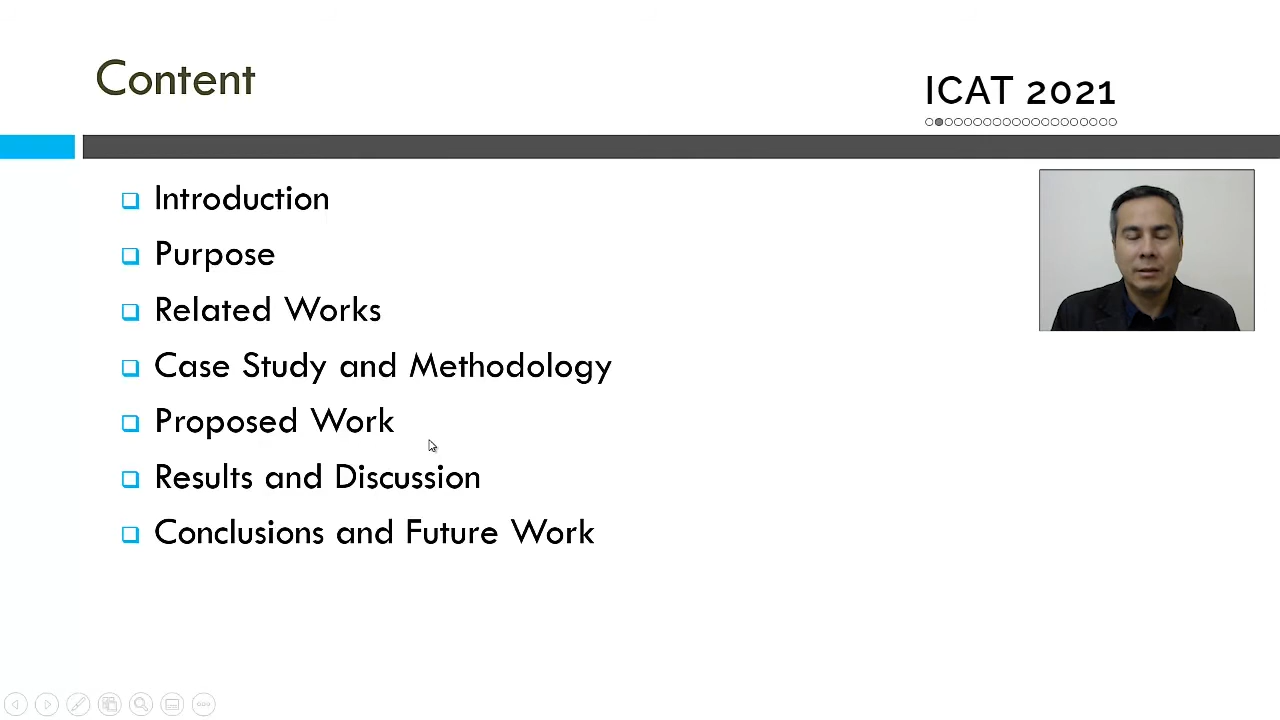 Content
ICAT 2021
Introduction
Purpose
Related Works
Case Study and Methodology
Proposed Work
Results and Discussion
Conclusions and Future Work